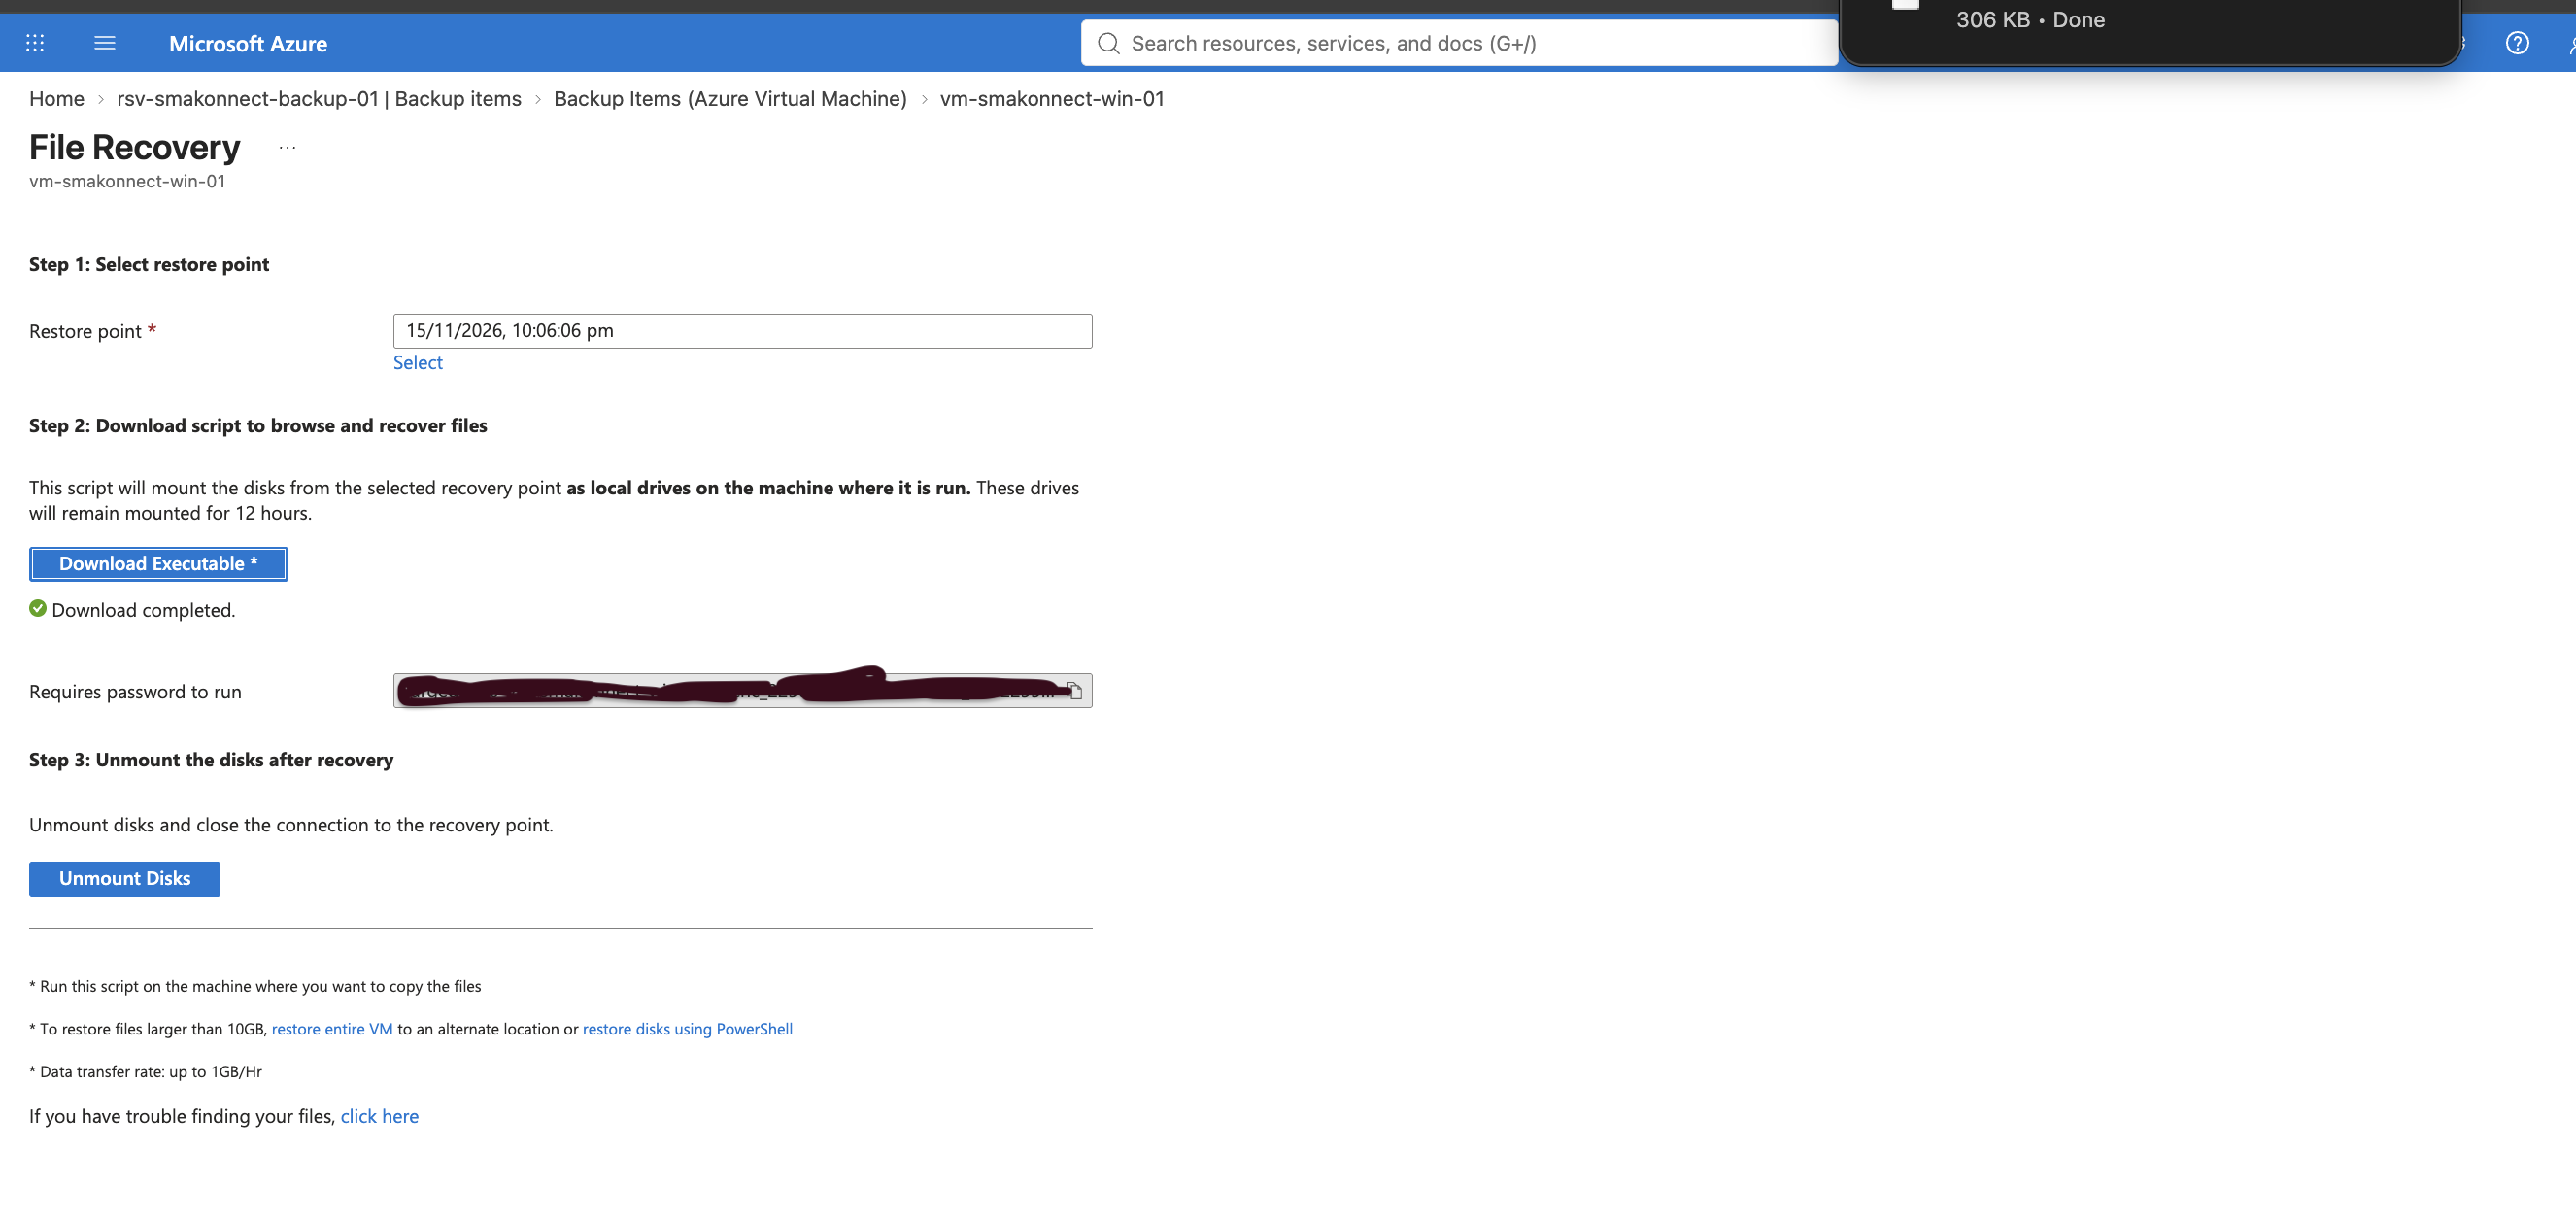 306 KB • Done
Microsoft Azure
Search resources, services, and docs (G+/)
Home > rsv-smakonnect-backup-01 | Backup items > Backup Items (Azure Virtual Machine) > vm-smakonnect-win-01
File Recovery ...
vm-smakonnect-win-01
Step 1: Select restore point
Restore point * 15/11/2026, 10:06:06 pm
Select
Step 2: Download script to browse and recover files
This script will mount the disks from the selected recovery point as local drives on the machine where it is run. These drives
will remain mounted for 12 hours.
Download Executable *
Download completed.
Requires password to run
Step 3: Unmount the disks after recovery
Unmount disks and close the connection to the recovery point.
Unmount Disks
* Run this script on the machine where you want to copy the files
* To restore files larger than 10GB, restore entire VM to an alternate location or restore disks using PowerShell
* Data transfer rate: up to 1GB/Hr
If you have trouble finding your files, click here